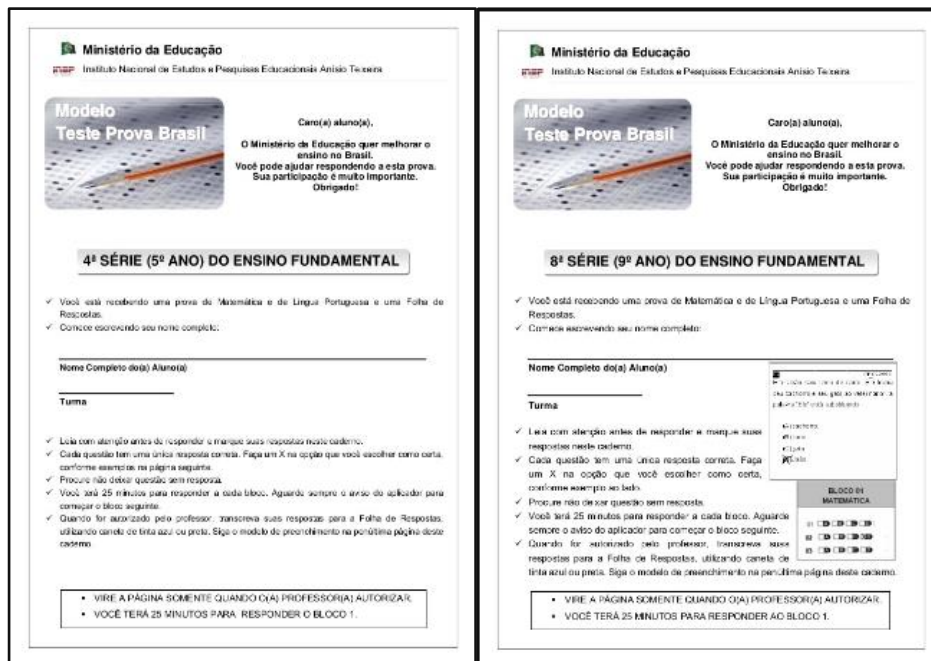 Ministério da Educação
Instituto Nacional de Estudos e Pesquisas Educacionais Anísio Teixeira
Modelo
Teste Prova Brasil
Caro(a) aluno(a),
O Ministério da Educação quer melhorar o
ensino no Brasil.
Você pode ajudar respondendo a esta prova.
Sua participação é muito importante.
Obrigado!
4ª SÉRIE (5º ANO) DO ENSINO FUNDAMENTAL
✓ Você está recebendo uma prova de Matemática e de Língua Portuguesa e uma Folha de
Respostas.
✓ Comece escrevendo seu nome completo:
Nome Completo do(a) Aluno(a)
Turma
✓ Leia com atenção antes de responder e marque suas respostas neste caderno.
✓ Cada questão tem uma única resposta correta. Faça um X na opção que você escolher como certa,
conforme exemplos na página seguinte.
✓ Procure não deixar questão sem resposta.
✓ Você terá 25 minutos para responder a cada bloco. Aguarde sempre o aviso do aplicador para
começar o bloco seguinte.
✓ Quando for autorizado pelo professor, transcreva suas respostas para a Folha de Respostas,
utilizando caneta de tinta azul ou preta. Siga o modelo de preenchimento na penúltima página deste
caderno.
• VIRE A PÁGINA SOMENTE QUANDO O(A) PROFESSOR(A) AUTORIZAR.
• VOCÊ TERÁ 25 MINUTOS PARA RESPONDER O BLOCO 1.
Ministério da Educação
Instituto Nacional de Estudos e Pesquisas Educacionais Anísio Teixeira
Modelo
Teste Prova Brasil
Caro(a) aluno(a),
O Ministério da Educação quer melhorar o
ensino no Brasil.
Você pode ajudar respondendo a esta prova.
Sua participação é muito importante.
Obrigado!
8ª SÉRIE (9º ANO) DO ENSINO FUNDAMENTAL
✓ Você está recebendo uma prova de Matemática e de Língua Portuguesa e uma Folha de
Respostas.
✓ Comece escrevendo seu nome completo:
Nome Completo do(a) Aluno(a)
Turma
✓ Leia com atenção antes de responder e marque suas
respostas neste caderno.
✓ Cada questão tem uma única resposta correta. Faça
um X na opção que você escolher como certa,
conforme exemplo ao lado.
✓ Procure não deixar questão sem resposta.
✓ Você terá 25 minutos para responder a cada bloco. Aguarde
sempre o aviso do aplicador para começar o bloco seguinte.
✓ Quando for autorizado pelo professor, transcreva suas
respostas para a Folha de Respostas, utilizando caneta de
tinta azul ou preta. Siga o modelo de preenchimento na penúltima página deste caderno.
BLOCO 01
MATEMÁTICA
01
02
03
• VIRE A PÁGINA SOMENTE QUANDO O(A) PROFESSOR(A) AUTORIZAR.
• VOCÊ TERÁ 25 MINUTOS PARA RESPONDER AO BLOCO 1.